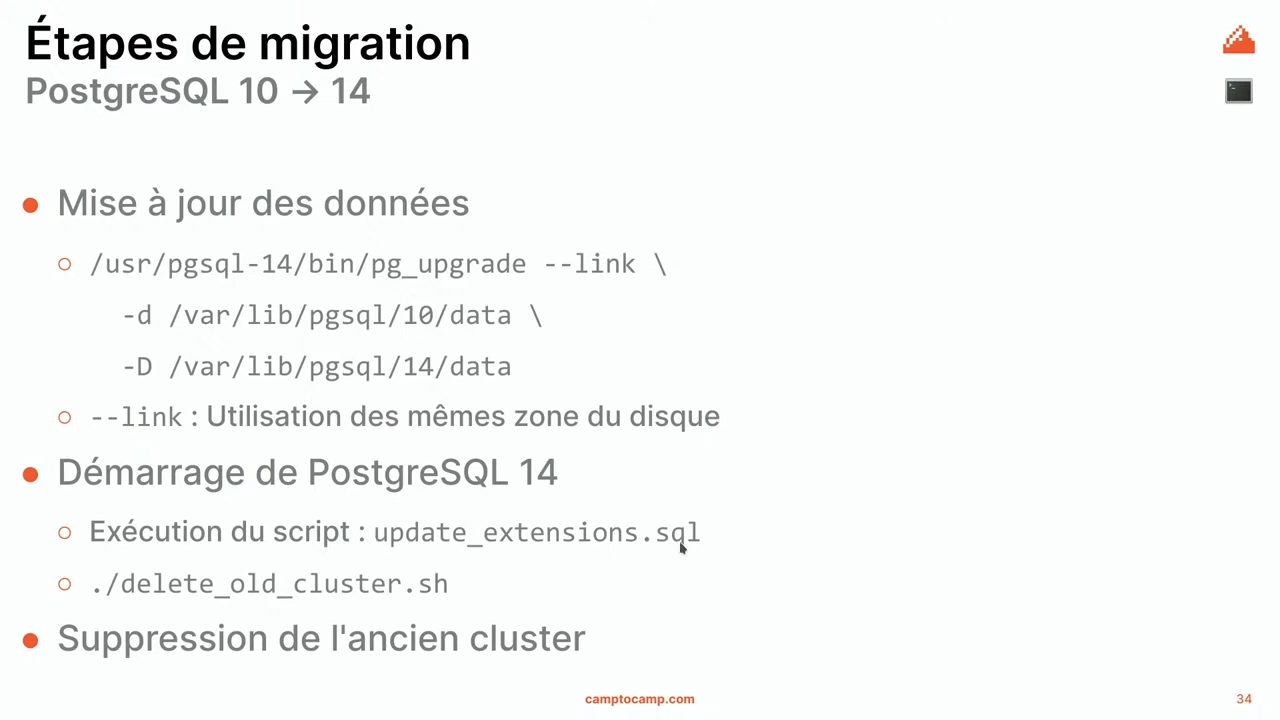 Étapes de migration
PostgreSQL 10 → 14
Mise à jour des données
/usr/pgsql-14/bin/pg_upgrade --link \
-d /var/lib/pgsql/10/data \
-D /var/lib/pgsql/14/data
--link : Utilisation des mêmes zone du disque
Démarrage de PostgreSQL 14
Exécution du script : update_extensions.sql
./delete_old_cluster.sh
Suppression de l'ancien cluster
camptocamp.com
34